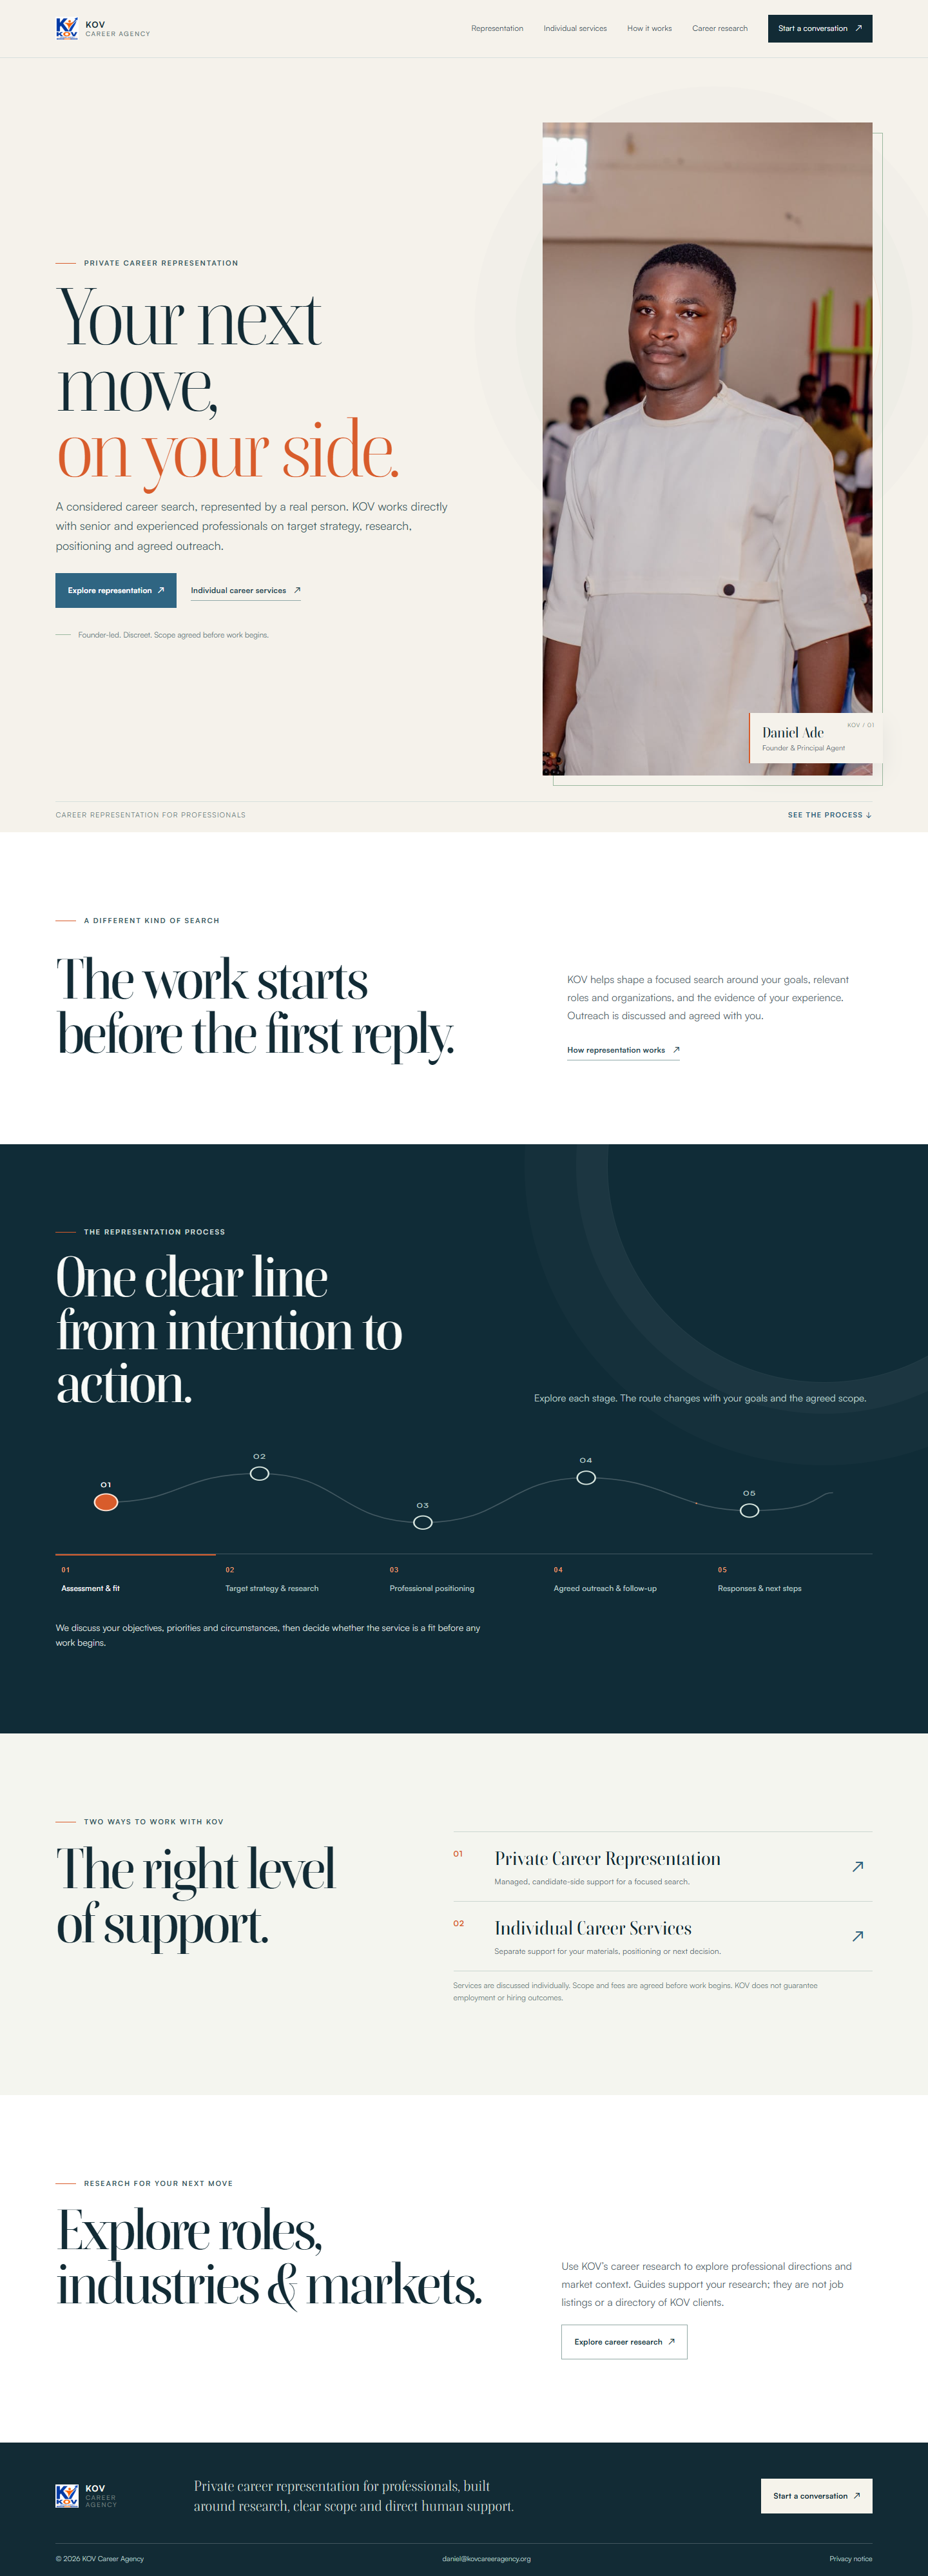 KOV
KOV
CAREER AGENCY
Representation
Individual services
How it works
Career research
Start a conversation
PRIVATE CAREER REPRESENTATION
Your next
move,
on your side.
A considered career search, represented by a real person. KOV works directly
with senior and experienced professionals on target strategy, research,
positioning and agreed outreach.
Explore representation
Individual career services
Founder-led. Discreet. Scope agreed before work begins.
KOV / 01
Daniel Ade
Founder & Principal Agent
CAREER REPRESENTATION FOR PROFESSIONALS
SEE THE PROCESS ↓
A DIFFERENT KIND OF SEARCH
The work starts
before the first reply.
KOV helps shape a focused search around your goals, relevant
roles and organizations, and the evidence of your experience.
Outreach is discussed and agreed with you.
How representation works
THE REPRESENTATION PROCESS
One clear line
from intention to
action.
Explore each stage. The route changes with your goals and the agreed scope.
01
02
03
04
05
01
Assessment & fit
02
Target strategy & research
03
Professional positioning
04
Agreed outreach & follow-up
05
Responses & next steps
We discuss your objectives, priorities and circumstances, then decide whether the service is a fit before any
work begins.
TWO WAYS TO WORK WITH KOV
The right level
of support.
01
Private Career Representation
Managed, candidate-side support for a focused search.
02
Individual Career Services
Separate support for your materials, positioning or next decision.
Services are discussed individually. Scope and fees are agreed before work begins. KOV does not guarantee
employment or hiring outcomes.
RESEARCH FOR YOUR NEXT MOVE
Explore roles,
industries & markets.
Use KOV's career research to explore professional directions and
market context. Guides support your research; they are not job
listings or a directory of KOV clients.
Explore career research
KOV
KOV
CAREER
AGENCY
Private career representation for professionals, built
around research, clear scope and direct human support.
Start a conversation
© 2026 KOV Career Agency
daniel@kovcareeragency.org
Privacy notice